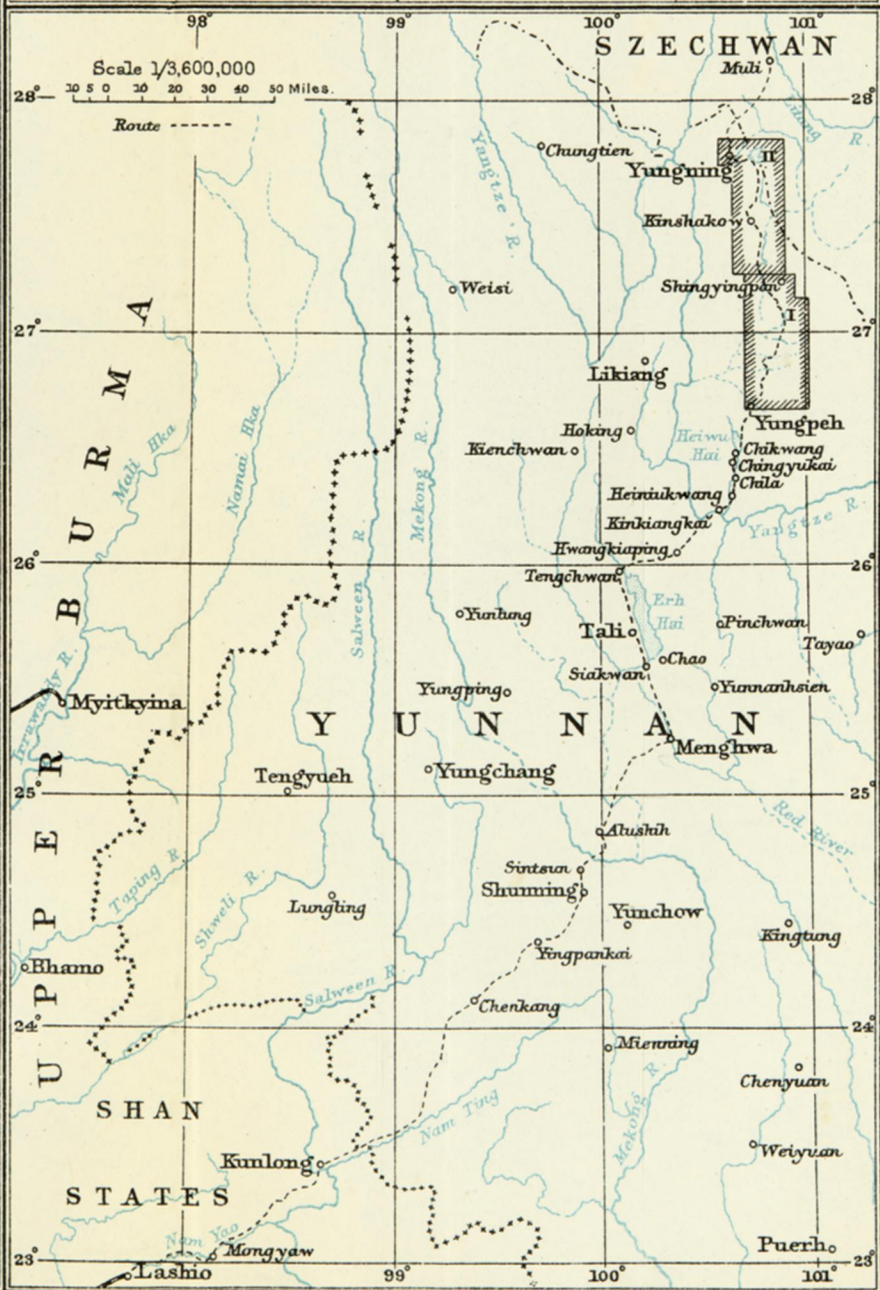 98°
99°
100°
101°
SZECHWAN
Scale 1/3,600,000
10 5 0 10 20 30 40 50 Miles.
Muli
28°
28°
Route
Litang R.
Yangtze R.
Chungtien
Yungning
II
Kinshakow
Weisi
Shingyingpan
I
27°
27°
UPPER BURMA
Likiang
Yungpeh
Mali Hka
Namai Hka
Mekong R.
Hoking
Kienchwan
Heiwu Hai
Chikwang
Chingyukai
Chila
Heiniukwang
Kinkiangkai
Yangtze R.
Hwangkiaping
26°
26°
Tengchwan
Salween R.
Yunlung
Erh Hai
Pinchwan
Tali
Tayao
Chao
Siakwan
Irrawaddy R.
Yungping
Yunnanhsien
Myitkyina
YUNNAN
Menghwa
Tengyueh
Yungchang
25°
25°
Red River
Alushih
Taping R.
Sintsun
Shunning
Shweli R.
Lungling
Yunchow
Kingtung
Yingpankai
Bhamo
Salween R.
Chenkang
24°
24°
Mienning
Chenyuan
SHAN
Nam Ting
Mekong R.
Weiyuan
Kunlong
STATES
Nam Yao
Mongyaw
Puerh
23°
23°
Lashio
99°
100°
101°